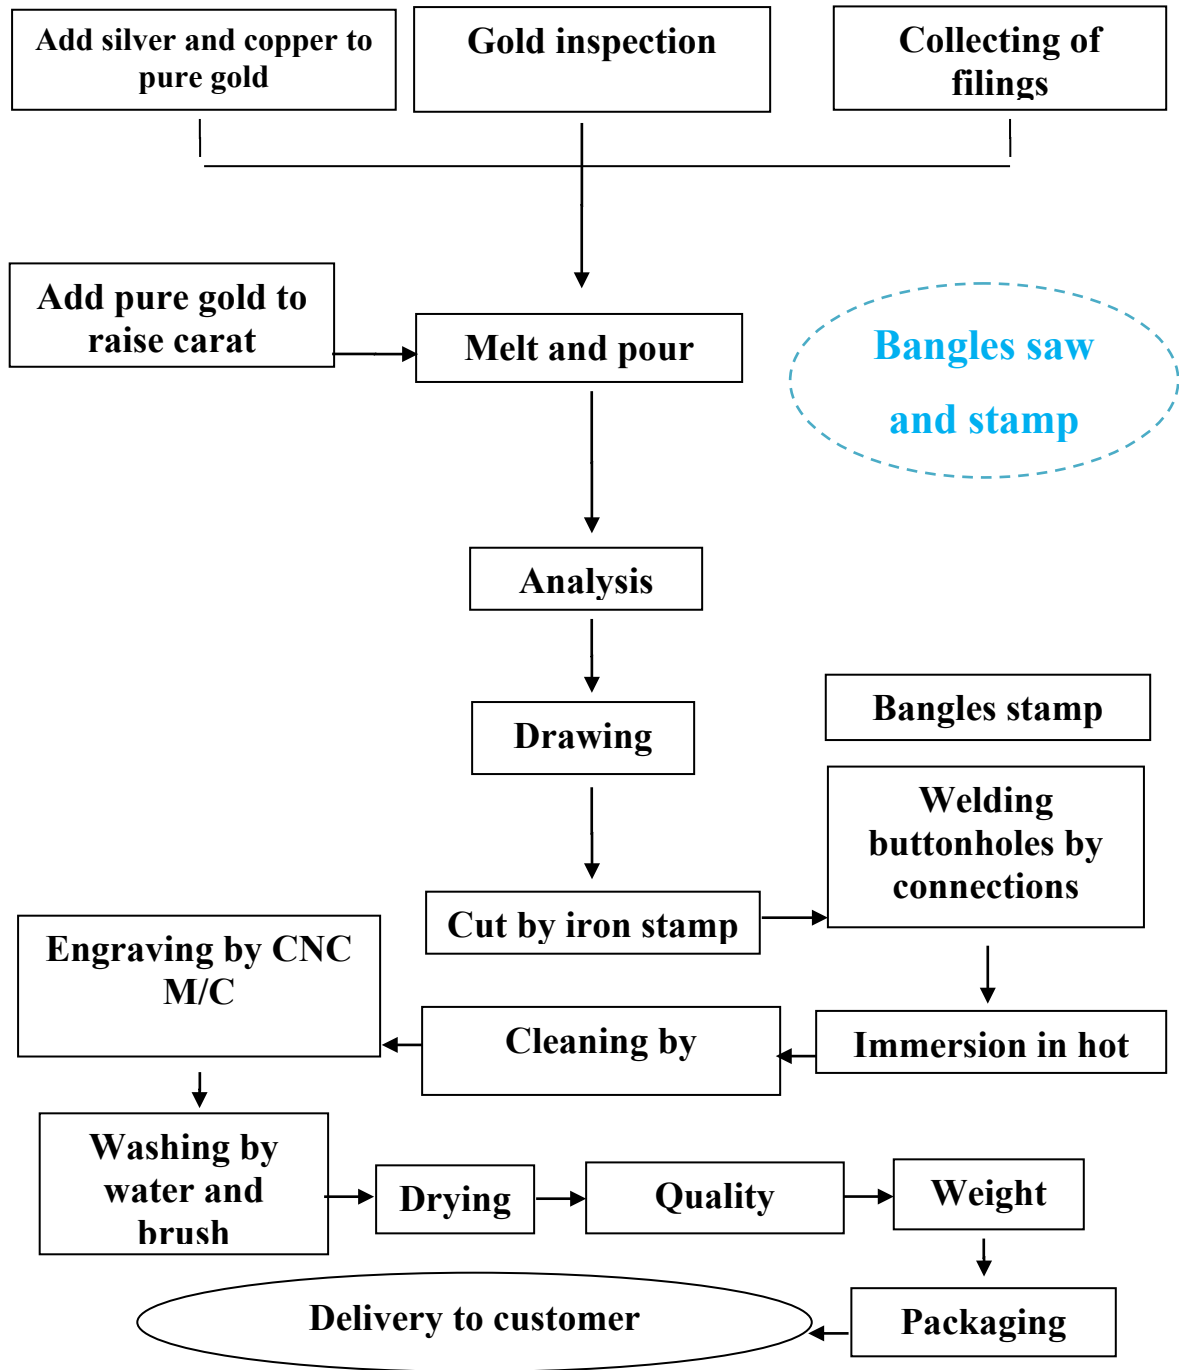 Add silver and copper to
pure gold
Gold inspection
Collecting of
filings
Add pure gold to
raise carat
Melt and pour
Bangles saw
and stamp
Analysis
Drawing
Bangles stamp
Welding
buttonholes by
connections
Cut by iron stamp
Engraving by CNC
M/C
Cleaning by
Immersion in hot
Washing by
water and
brush
Drying
Quality
Weight
Delivery to customer
Packaging